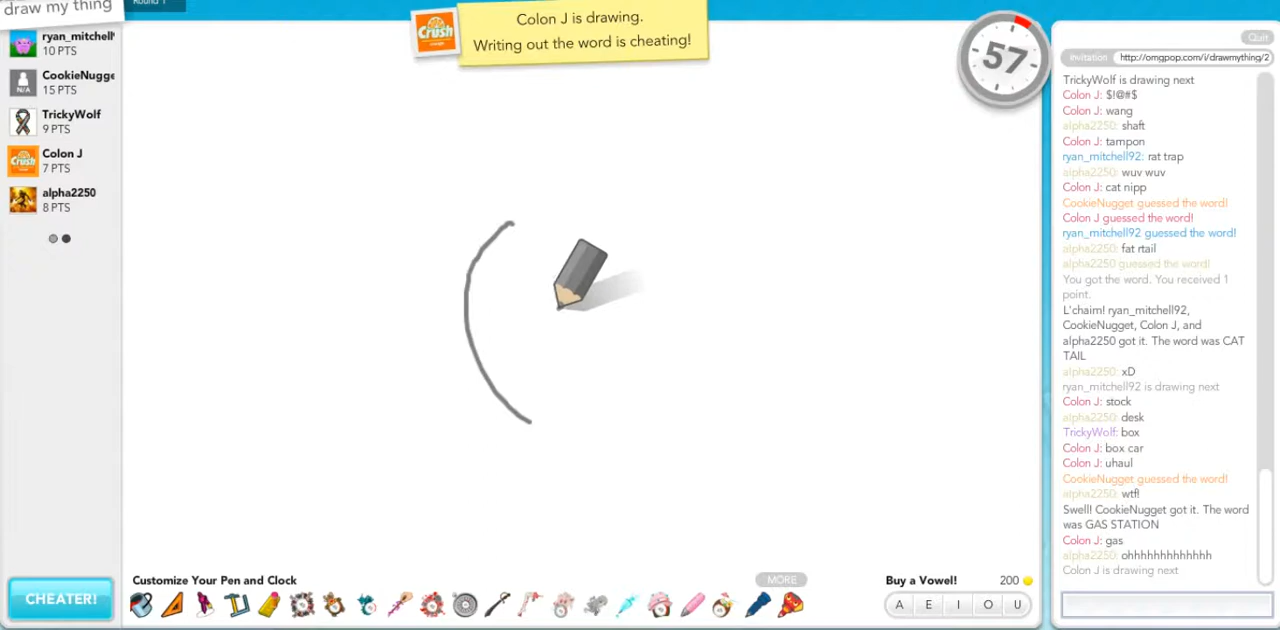 draw my thing
Round 1
Colon J is drawing.
Writing out the word is cheating!
Crush
57
ryan_mitchell
10 PTS
N/A
CookieNugge
15 PTS
TrickyWolf
9 PTS
Crush
Colon J
7 PTS
alpha2250
8 PTS
CHEATER!
Customize Your Pen and Clock
MORE
Buy a Vowel!
200
A E I O U
Quit
Invitation http://omgpop.com/i/drawmything/2
TrickyWolf is drawing next
Colon J: $!@#$
Colon J: wang
alpha2250: shaft
Colon J: tampon
ryan_mitchell92: rat trap
alpha2250: wuv wuv
Colon J: cat nipp
CookieNugget guessed the word!
Colon J guessed the word!
ryan_mitchell92 guessed the word!
alpha2250: fat rtail
alpha2250 guessed the word!
You got the word. You received 1
point.
L'chaim! ryan_mitchell92,
CookieNugget, Colon J, and
alpha2250 got it. The word was CAT
TAIL
alpha2250: xD
ryan_mitchell92 is drawing next
Colon J: stock
alpha2250: desk
TrickyWolf: box
Colon J: box car
Colon J: uhaul
CookieNugget guessed the word!
alpha2250: wtf!
Swell! CookieNugget got it. The word
was GAS STATION
Colon J: gas
alpha2250: ohhhhhhhhhhhhh
Colon J is drawing next